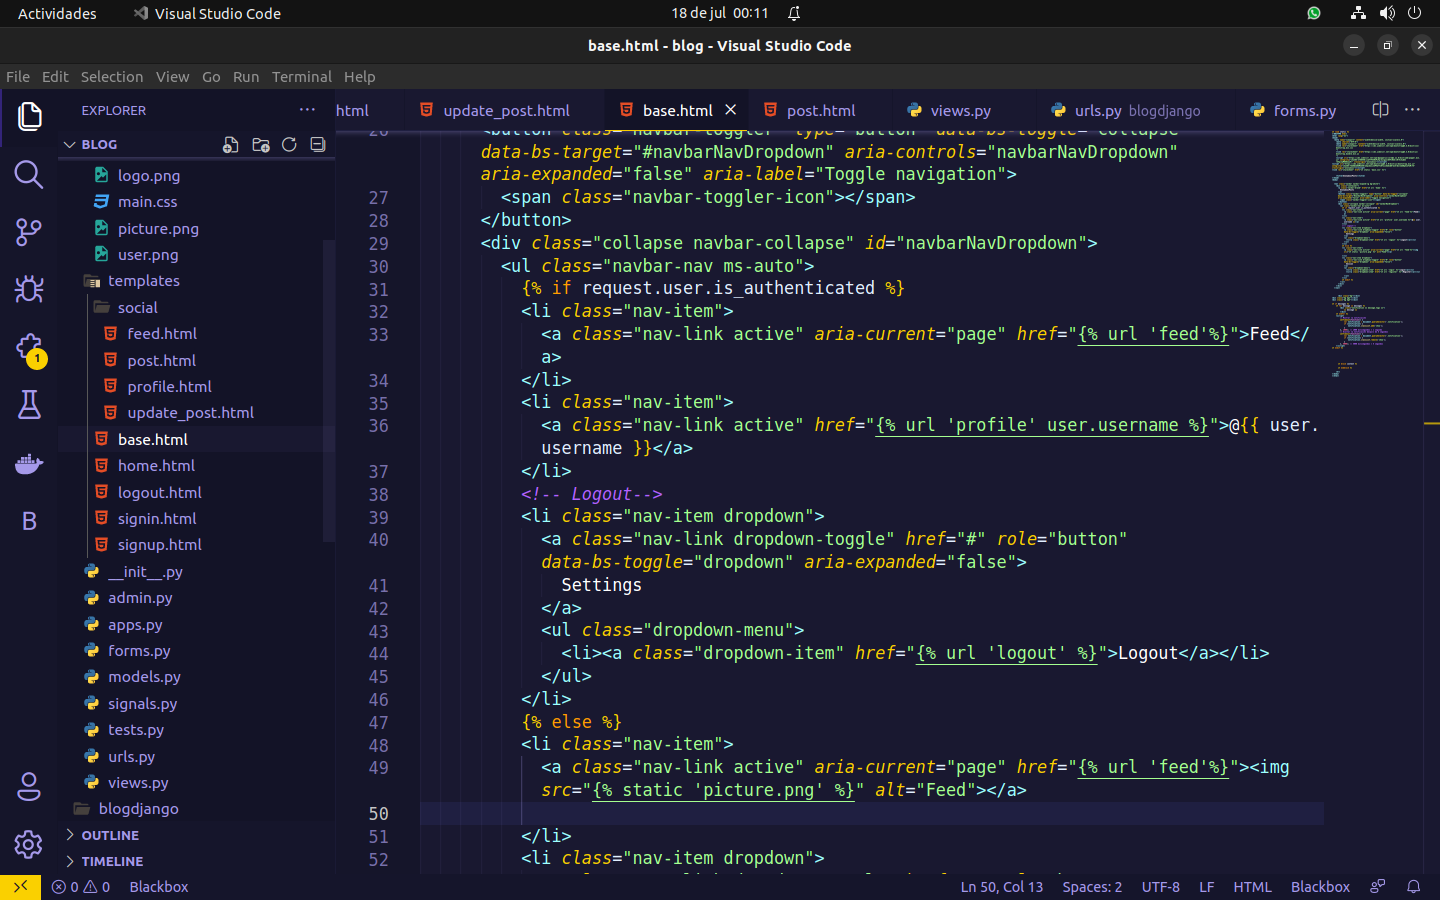 Actividades
Visual Studio Code
18 de jul 00:11
base.html - blog - Visual Studio Code
File Edit Selection View Go Run Terminal Help
EXPLORER
BLOG
logo.png
main.css
picture.png
user.png
templates
social
feed.html
post.html
profile.html
update_post.html
base.html
home.html
logout.html
signin.html
signup.html
__init__.py
admin.py
apps.py
forms.py
models.py
signals.py
tests.py
urls.py
views.py
blogdjango
OUTLINE
TIMELINE
1
B
html update_post.html base.html post.html views.py urls.py blogdjango forms.py
26 <button class="navbar-toggler" type="button" data-bs-toggle="collapse"
data-bs-target="#navbarNavDropdown" aria-controls="navbarNavDropdown"
aria-expanded="false" aria-label="Toggle navigation">
27 <span class="navbar-toggler-icon"></span>
28 </button>
29 <div class="collapse navbar-collapse" id="navbarNavDropdown">
30 <ul class="navbar-nav ms-auto">
31 {% if request.user.is_authenticated %}
32 <li class="nav-item">
33 <a class="nav-link active" aria-current="page" href="{% url 'feed'%}">Feed</
a>
34 </li>
35 <li class="nav-item">
36 <a class="nav-link active" href="{% url 'profile' user.username %}">@{{ user.
username }}</a>
37 </li>
38 <!-- Logout-->
39 <li class="nav-item dropdown">
40 <a class="nav-link dropdown-toggle" href="#" role="button"
data-bs-toggle="dropdown" aria-expanded="false">
41 Settings
42 </a>
43 <ul class="dropdown-menu">
44 <li><a class="dropdown-item" href="{% url 'logout' %}">Logout</a></li>
45 </ul>
46 </li>
47 {% else %}
48 <li class="nav-item">
49 <a class="nav-link active" aria-current="page" href="{% url 'feed'%}"><img
src="{% static 'picture.png' %}" alt="Feed"></a>
50
51 </li>
52 <li class="nav-item dropdown">
0 0 Blackbox Ln 50, Col 13 Spaces: 2 UTF-8 LF HTML Blackbox